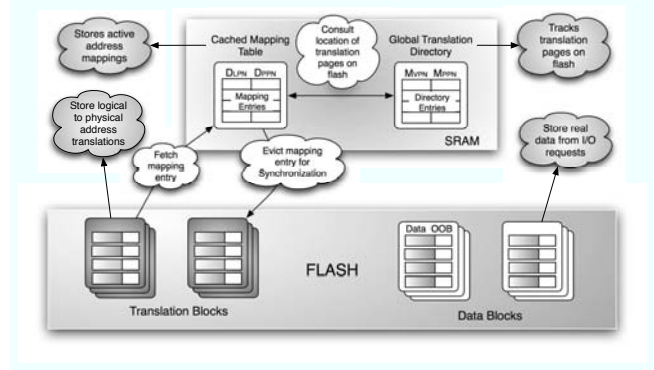 Stores active
address
mappings
Cached Mapping
Table
DLPN DPPN
Mapping
Entries
Consult
location of
translation
pages on
flash
Global Translation
Directory
MVPN MPPN
Directory
Entries
SRAM
Tracks
translation
pages on
flash
Store logical
to physical
address
translations
Fetch
mapping
entry
Evict mapping
entry for
Synchronization
Store real
data from I/O
requests
Data OOB
FLASH
Translation Blocks
Data Blocks